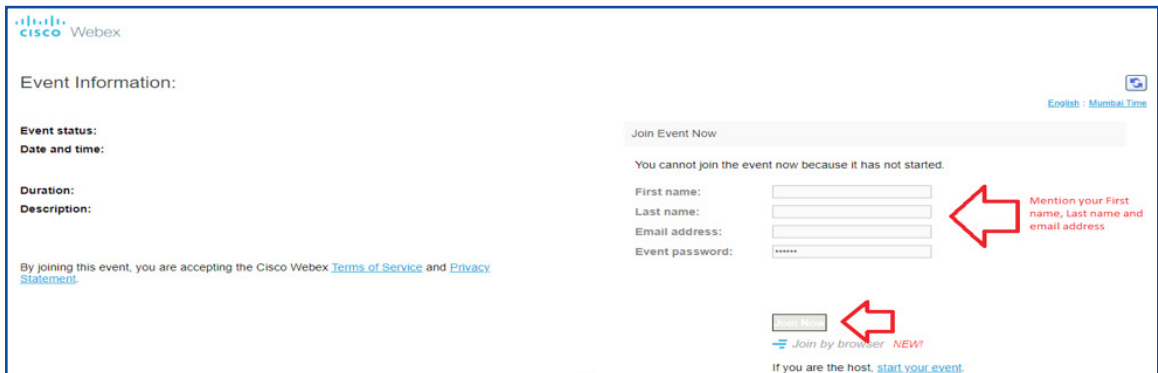 CISCO Webex
Event Information:
English : Mumbai Time
Event status:
Date and time:
Duration:
Description:
By joining this event, you are accepting the Cisco Webex Terms of Service and Privacy
Statement.
Join Event Now
You cannot join the event now because it has not started.
First name:
Last name:
Email address:
Event password:
••••••
Mention your First
name, Last name and
email address
Join Now
Join by browser NEW!
If you are the host, start your event.